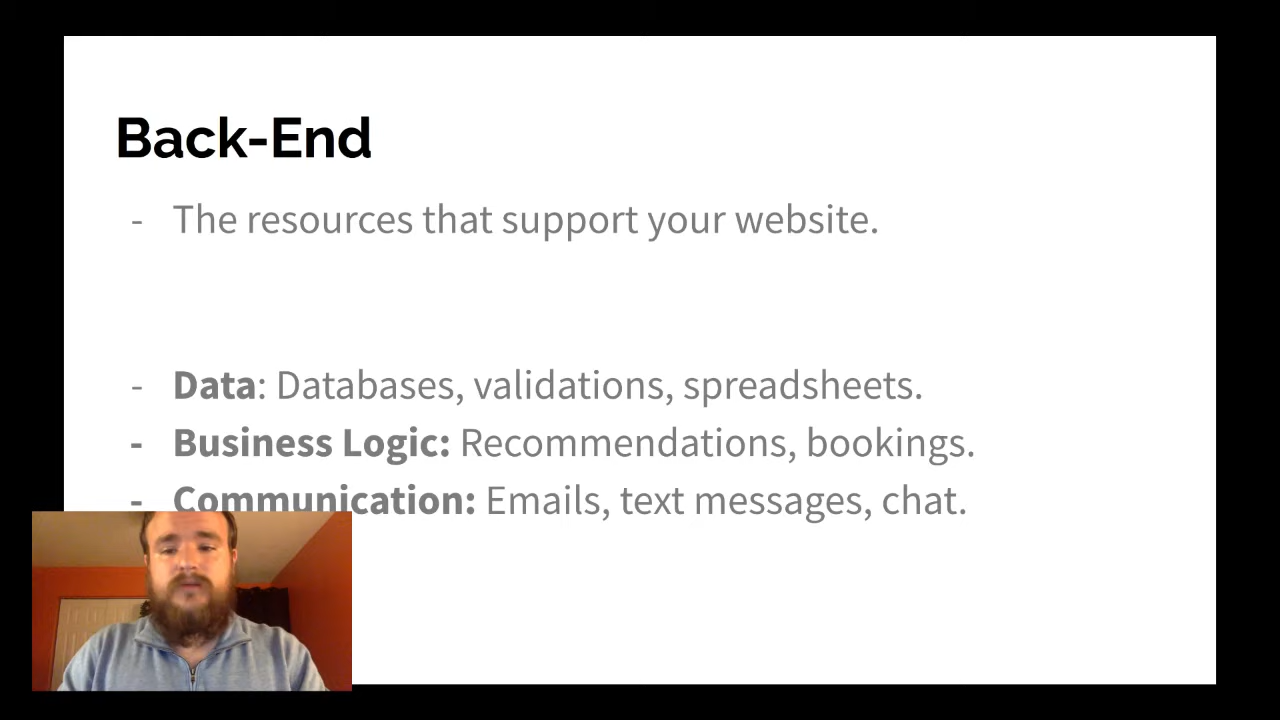 Back-End
- The resources that support your website.
- Data: Databases, validations, spreadsheets.
- Business Logic: Recommendations, bookings.
- Communication: Emails, text messages, chat.